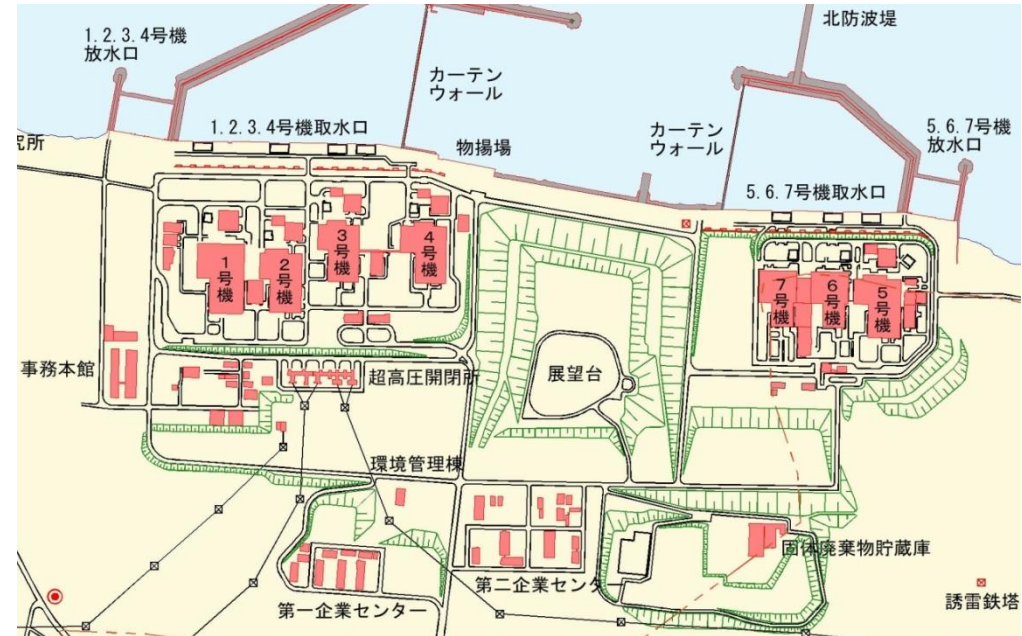 北防波堤
1.2.3.4号機
放水口
カーテン
ウォール
1.2.3.4号機取水口
物揚場
カーテン
ウォール
5.6.7号機
放水口
究所
5.6.7号機取水口
1号機
2号機
3号機
4号機
7号機
6号機
5号機
事務本館
超高圧開閉所
展望台
環境管理棟
固体廃棄物貯蔵庫
第二企業センタ
第一企業センター
誘雷鉄塔